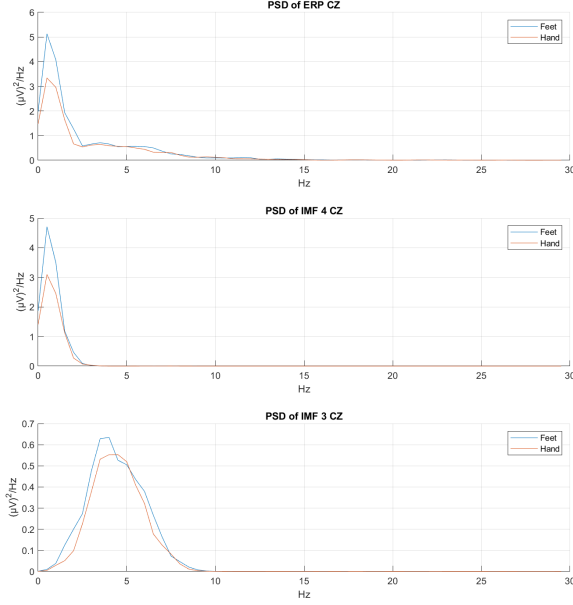 PSD of ERP CZ
6
5
4
3
2
1
0
(μV)²/Hz
Feet
Hand
0 5 10 15 20 25 30
Hz
PSD of IMF 4 CZ
5
4
3
2
1
0
(μV)²/Hz
Feet
Hand
0 5 10 15 20 25 30
Hz
PSD of IMF 3 CZ
0.7
0.6
0.5
0.4
0.3
0.2
0.1
0
(μV)²/Hz
Feet
Hand
0 5 10 15 20 25 30
Hz